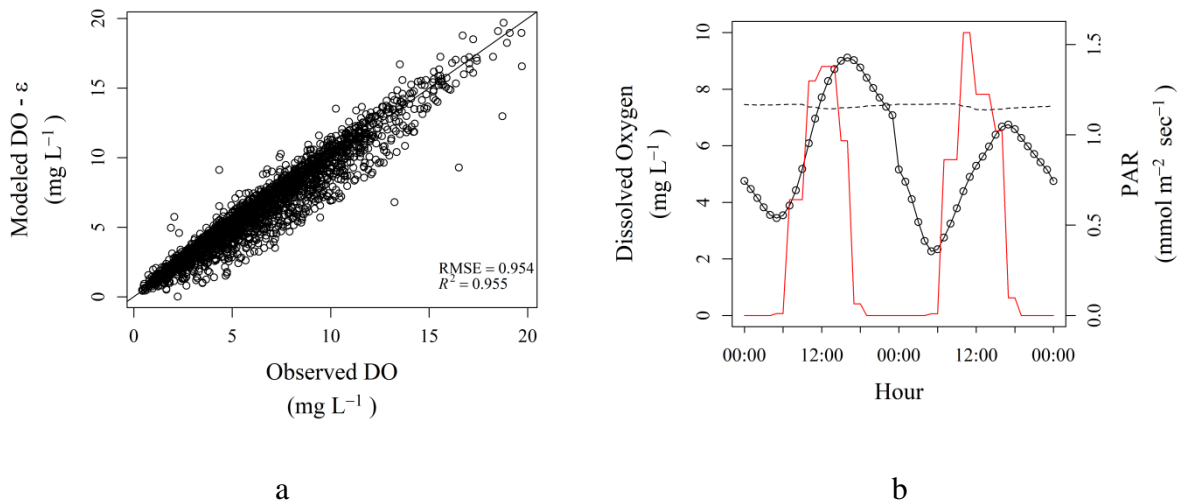 Modeled DO - ε
(mg L⁻¹ )
20
15
10
5
0
RMSE = 0.954
R² = 0.955
0 5 10 15 20
Observed DO
(mg L⁻¹ )
a
Dissolved Oxygen
(mg L⁻¹ )
10
8
6
4
2
0
1.5
1.0
0.5
0.0
PAR
(mmol m⁻² sec⁻¹)
00:00 12:00 00:00 12:00 00:00
Hour
b